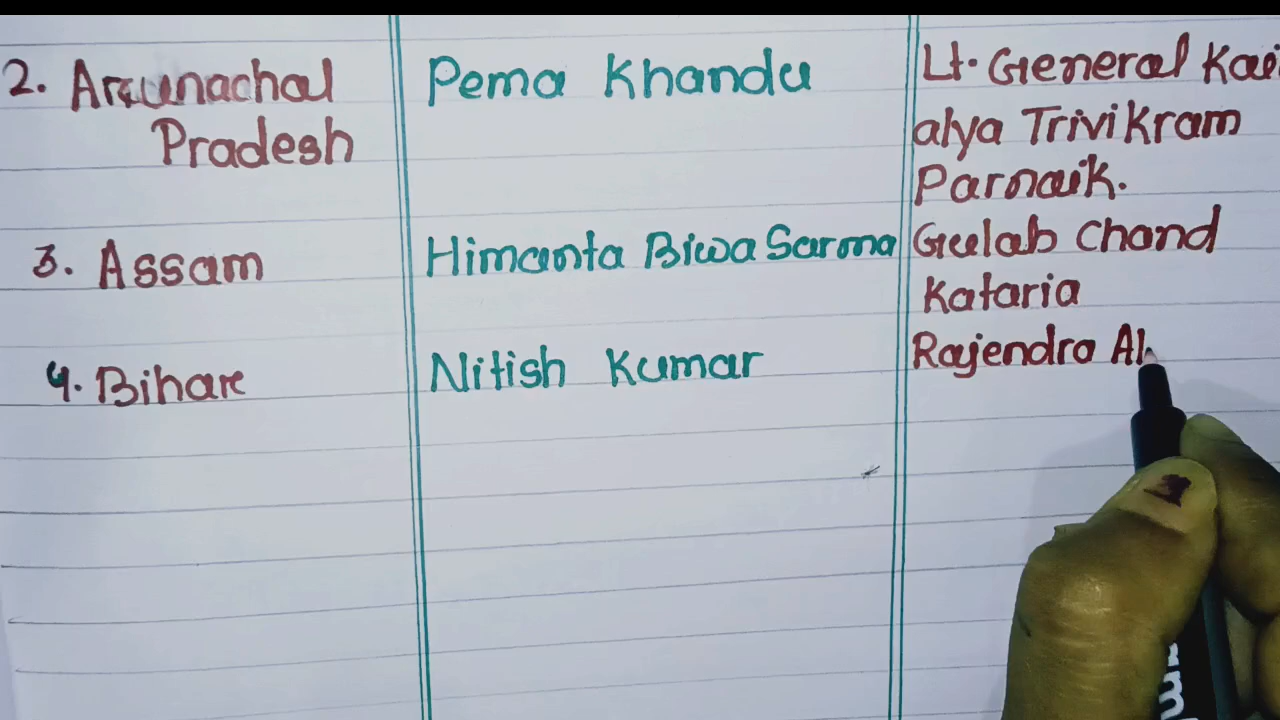 2. Arunachal Pradesh Pema Khandu Lt. General Kai
alya Trivikram
Parnaik.
3. Assam Himanta Biwa Sarma Gulab Chand
Kataria
4. Bihar Nitish Kumar Rajendra Al